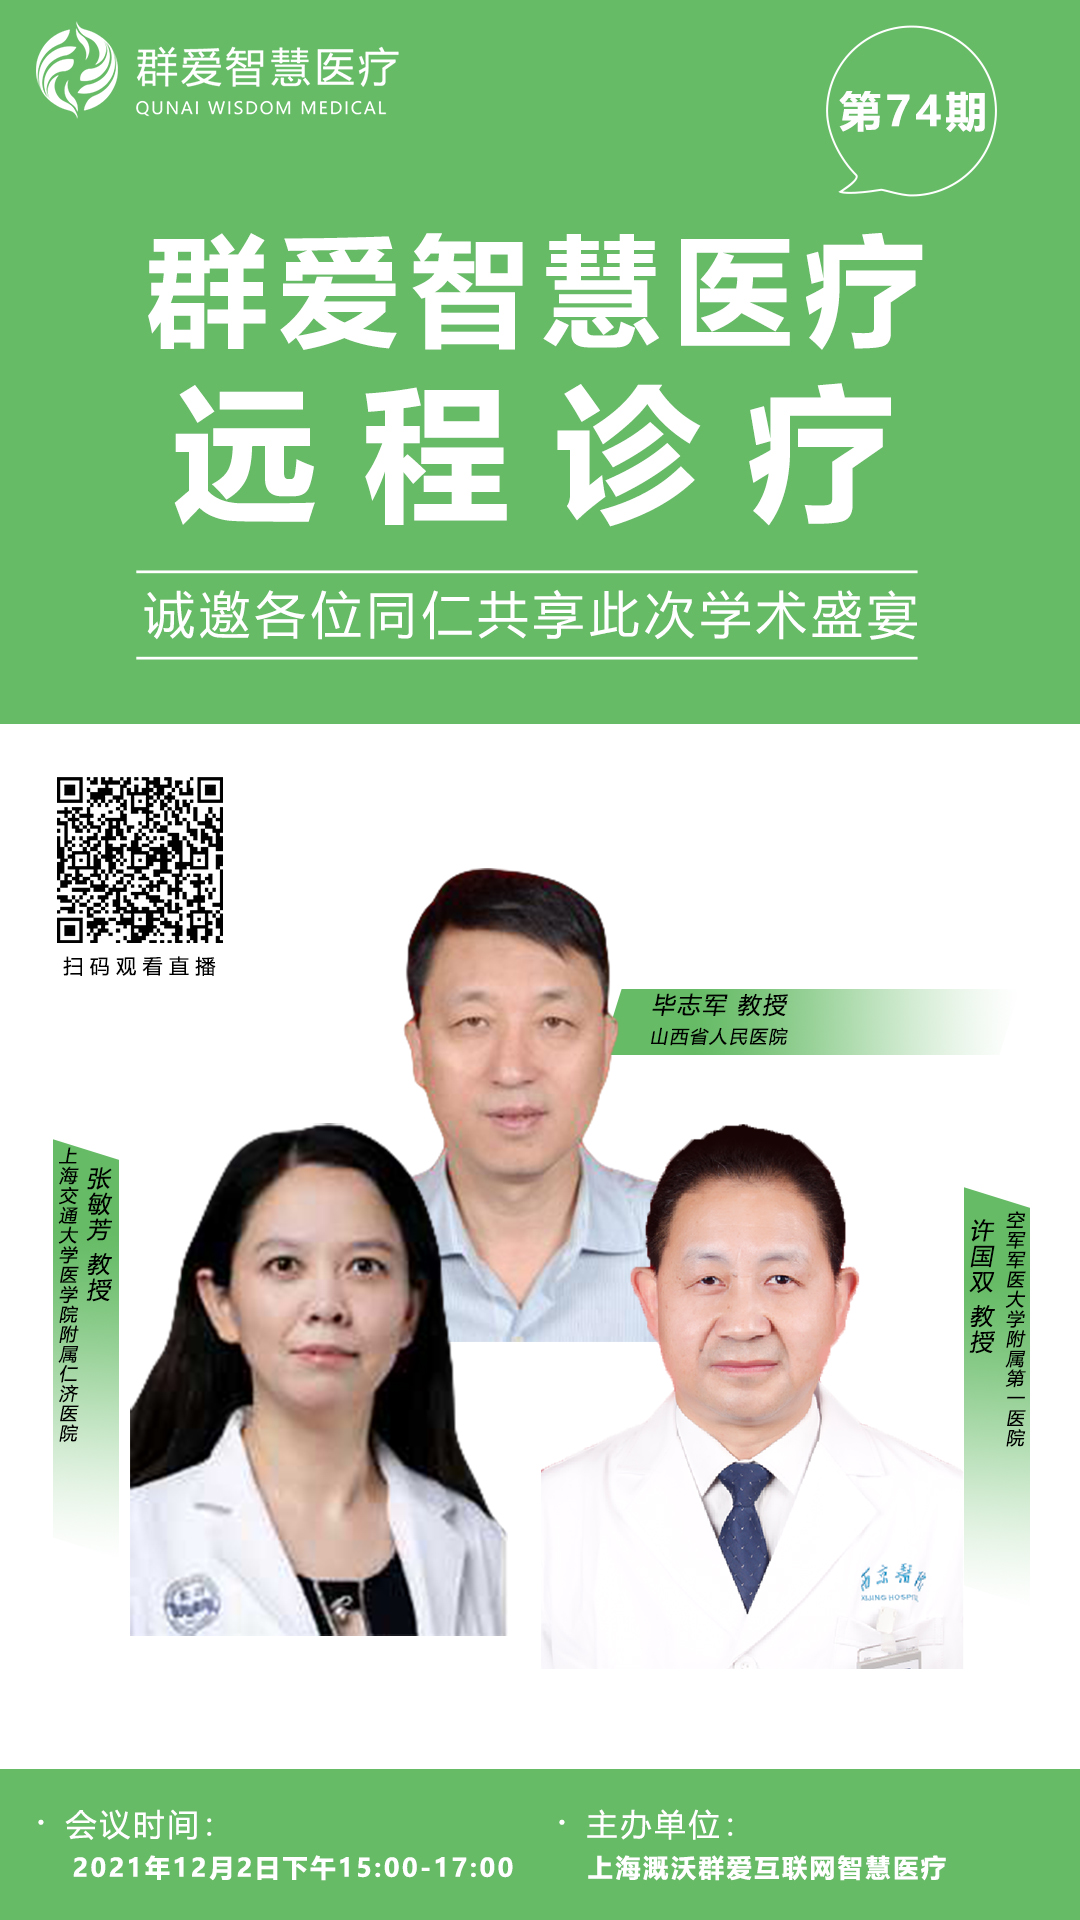 群爱智慧医疗
QUNAI WISDOM MEDICAL
第74期
群爱智慧医疗
远程诊疗
诚邀各位同仁共享此次学术盛宴
扫码观看直播
毕志军 教授
山西省人民医院
张敏芳 教授
上海交通大学医学院附属仁济医院
许国双 教授
空军军医大学附属第一医院
XIJING HOSPI
会议时间：
2021年12月2日下午15:00-17:00
主办单位：
上海溉沃群爱互联网智慧医疗